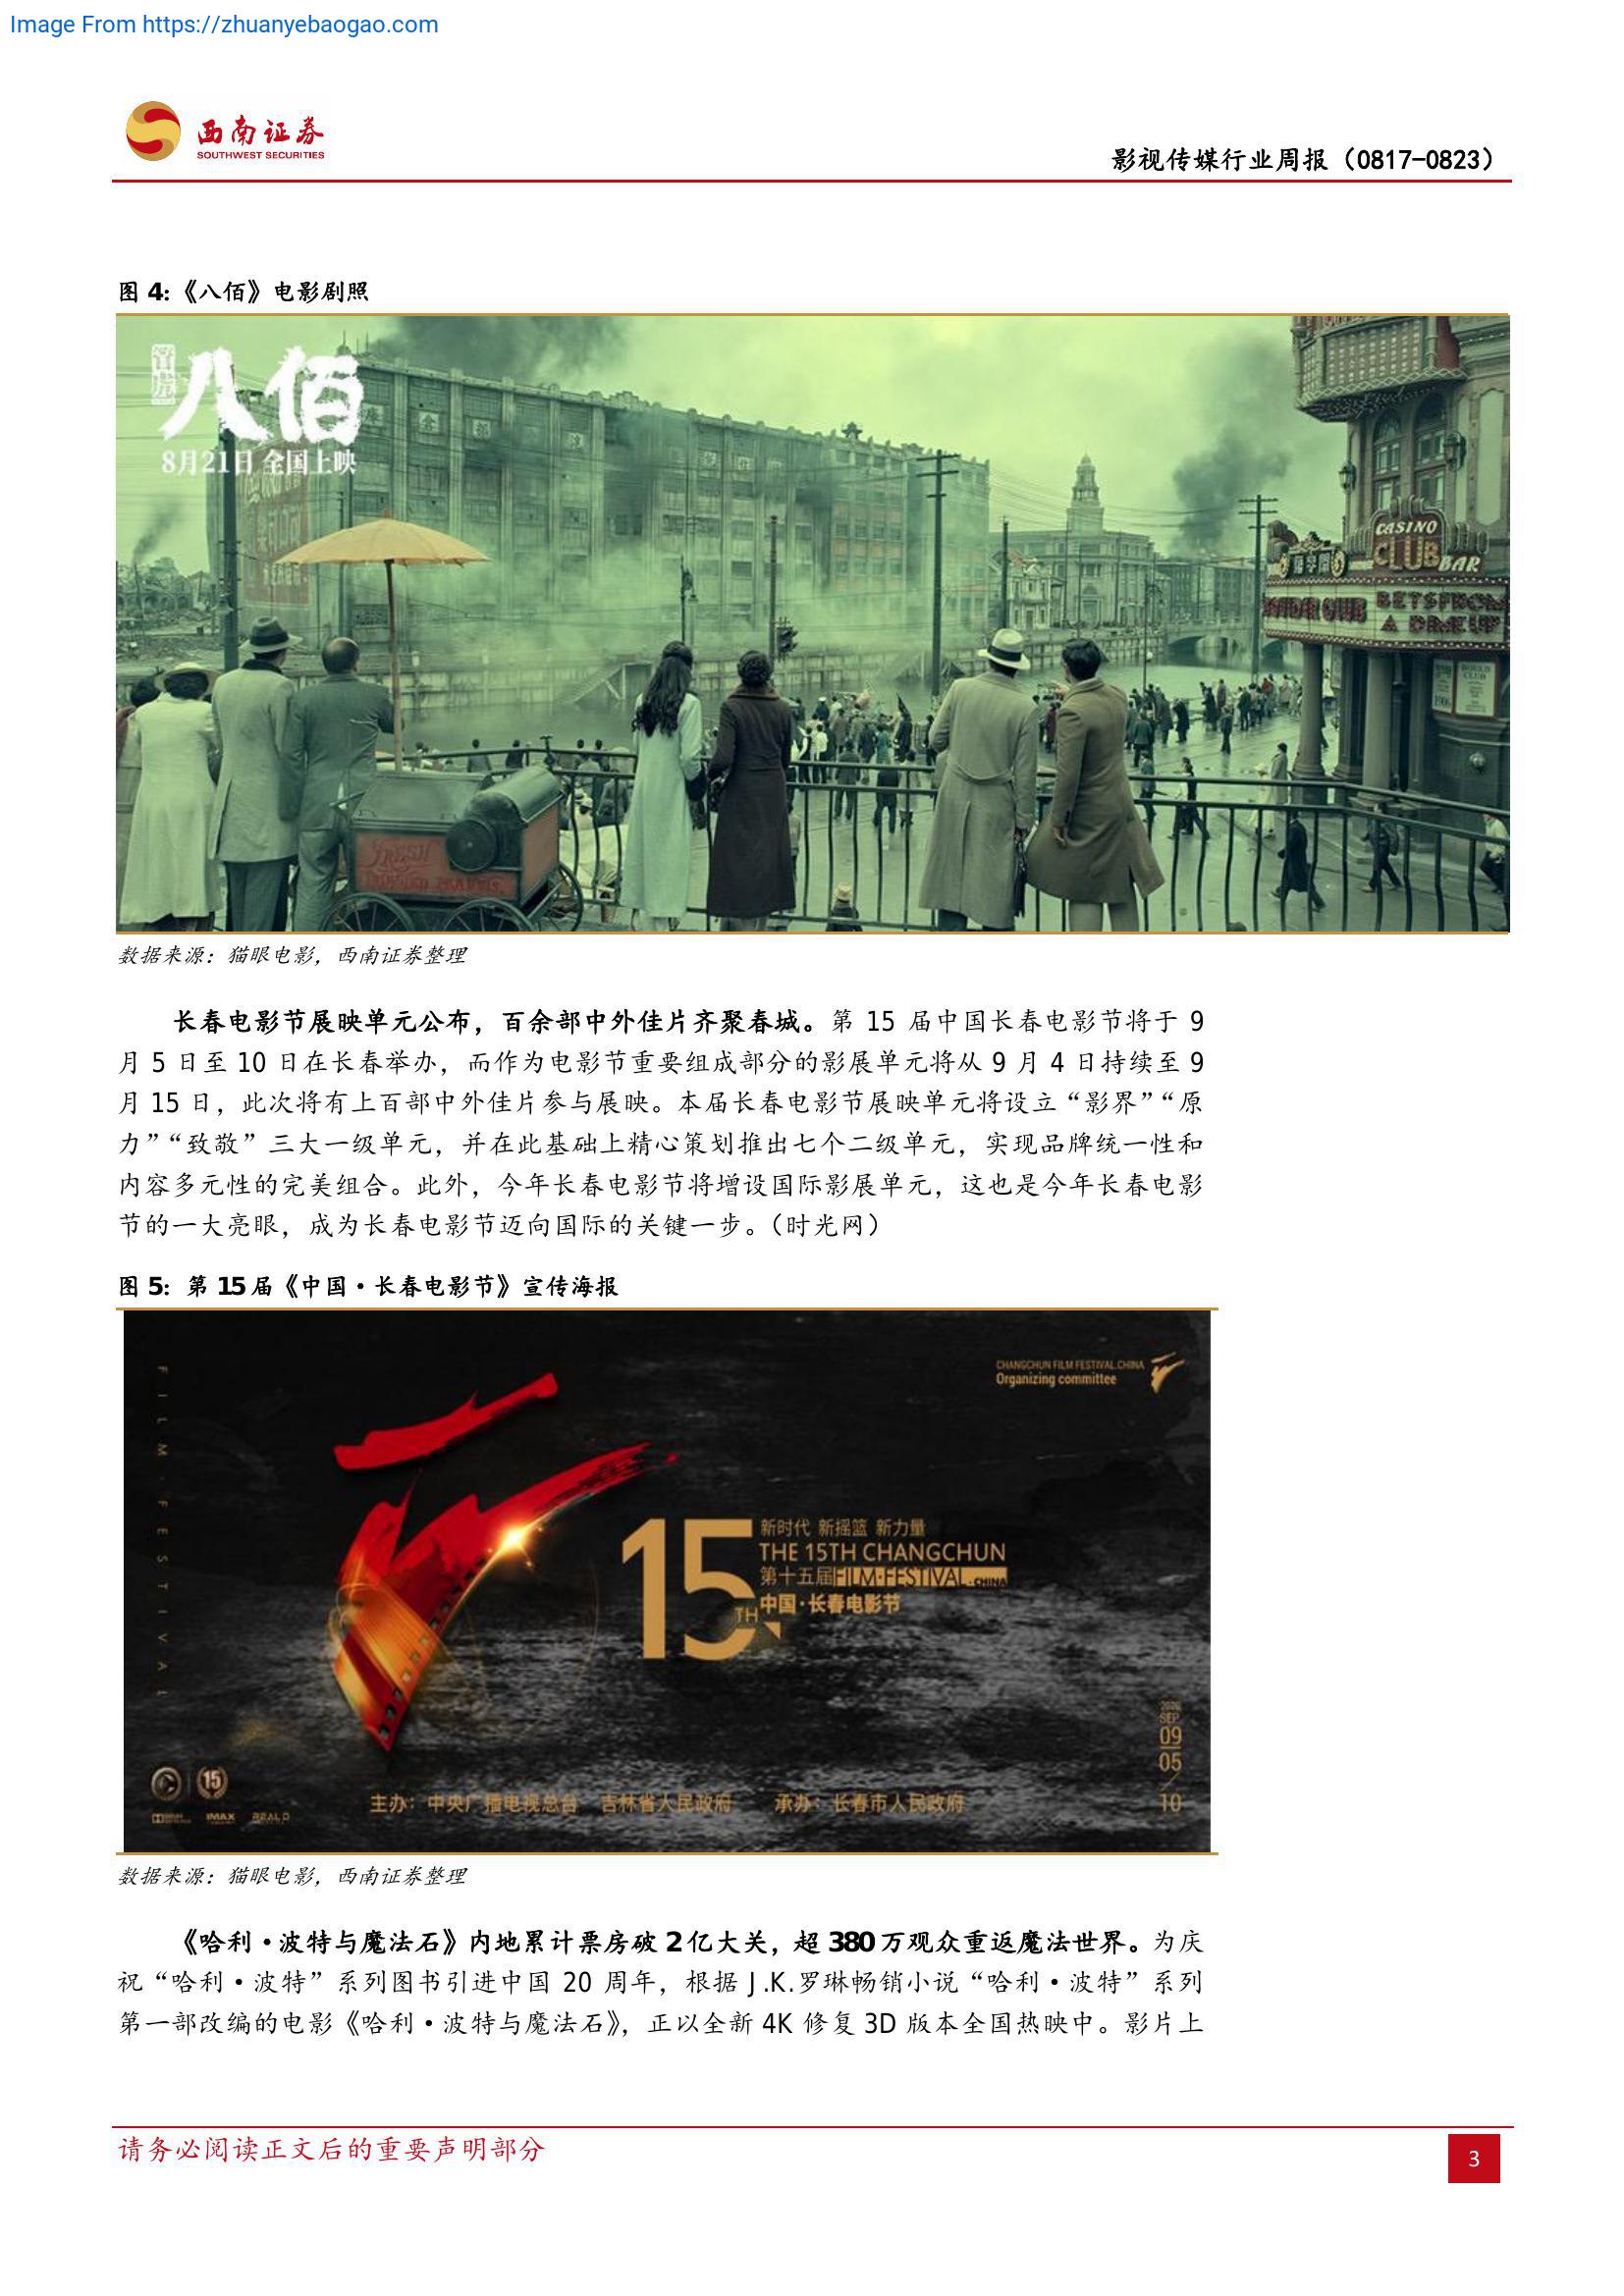 Image From https://zhuanyebaogao.com
西南证券
SOUTHWEST SECURITIES
影视传媒行业周报（0817-0823）
图 4:《八佰》电影剧照
八佰
8月21日 全国上映
CASINO
CLUB
BAR
BETS FROM
A DIME UP
FRESH
数据来源：猫眼电影，西南证券整理
长春电影节展映单元公布，百余部中外佳片齐聚春城。第 15 届中国长春电影节将于 9
月 5 日至 10 日在长春举办，而作为电影节重要组成部分的影展单元将从 9 月 4 日持续至 9
月 15 日，此次将有上百部中外佳片参与展映。本届长春电影节展映单元将设立“影界”“原
力”“致敬”三大一级单元，并在此基础上精心策划推出七个二级单元，实现品牌统一性和
内容多元性的完美组合。此外，今年长春电影节将增设国际影展单元，这也是今年长春电影
节的一大亮眼，成为长春电影节迈向国际的关键一步。（时光网）
图 5: 第 15 届《中国·长春电影节》宣传海报
FILM·FESTIVAL
CHANGCHUN FILM FESTIVAL.CHINA
Organizing committee
15TH
新时代 新摇篮 新力量
THE 15TH CHANGCHUN
第十五届FILM·FESTIVAL.CHINA
中国·长春电影节
2020
SEP
09
05
10
15
IMAX
REAL D
主办：中央广播电视总台 吉林省人民政府 承办：长春市人民政府
数据来源：猫眼电影，西南证券整理
《哈利·波特与魔法石》内地累计票房破 2 亿大关，超 380 万观众重返魔法世界。为庆
祝“哈利·波特”系列图书引进中国 20 周年，根据 J.K.罗琳畅销小说“哈利·波特”系列
第一部改编的电影《哈利·波特与魔法石》，正以全新 4K 修复 3D 版本全国热映中。影片上
请务必阅读正文后的重要声明部分
3